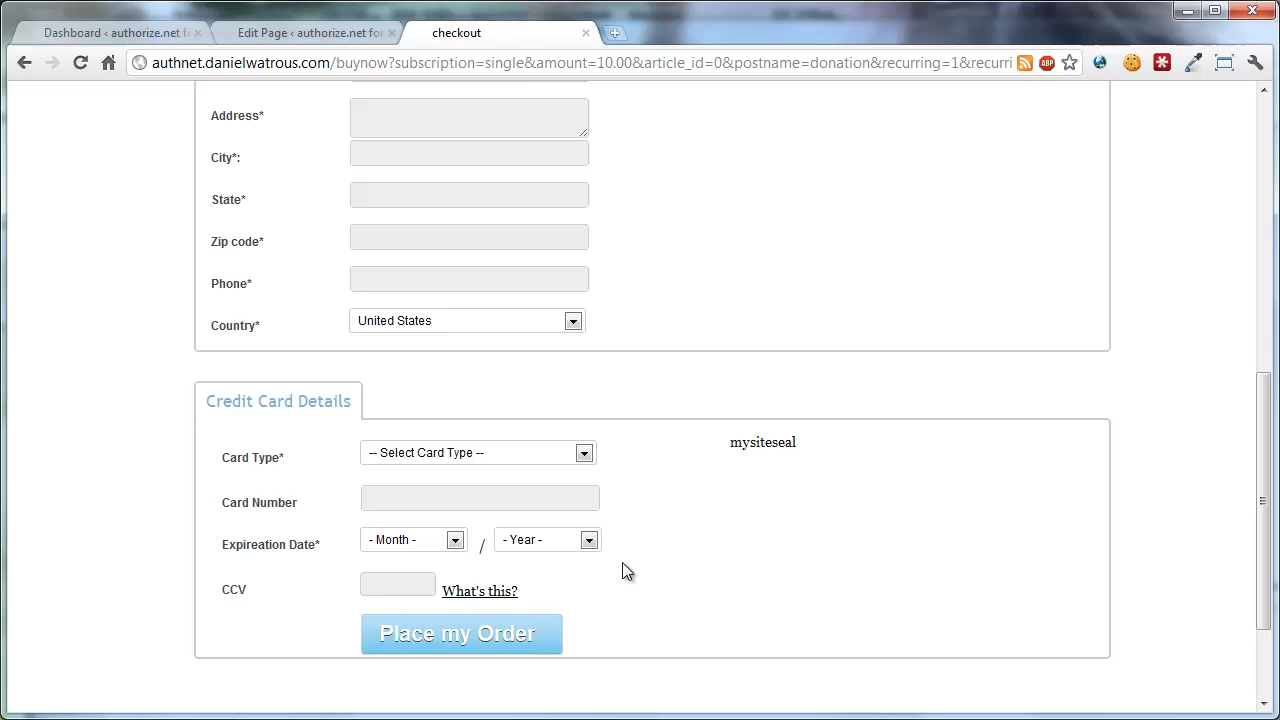 Dashboard ‹ authorize.net f
Edit Page ‹ authorize.net fo
checkout
authnet.danielwatrous.com/buynow?subscription=single&amount=10.00&article_id=0&postname=donation&recurring=1&recurri
ABP
Address*
City*:
State*
Zip code*
Phone*
Country*
United States
Credit Card Details
Card Type*
-- Select Card Type --
mysiteseal
Card Number
Expireation Date*
- Month -
/
- Year -
CCV
What's this?
Place my Order